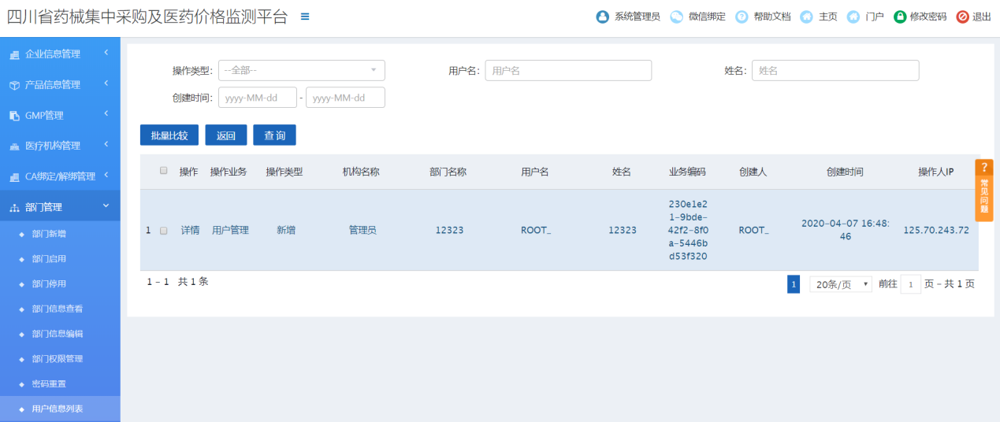 四川省药械集中采购及医药价格监测平台
系统管理员 微信绑定 帮助文档 主页 门户 修改密码 退出
企业信息管理
产品信息管理
GMP管理
医疗机构管理
CA绑定/解绑管理
部门管理
部门新增
部门启用
部门停用
部门信息查看
部门信息编辑
部门权限管理
密码重置
用户信息列表
操作类型: --全部-- 用户名: 用户名 姓名: 姓名
创建时间: yyyy-MM-dd - yyyy-MM-dd
批量比较 返回 查 询
操作 操作业务 操作类型 机构名称 部门名称 用户名 姓名 业务编码 创建人 创建时间 操作人IP
1 详情 用户管理 新增 管理员 12323 ROOT_ 12323 230e1e2
1-9bde-
42f2-8f0
a-5446b
d53f320
ROOT_ 2020-04-07 16:48:
46
125.70.243.72
1 - 1 共 1 条
1 20条/页 前往 1 页 - 共 1 页
?
常见问题